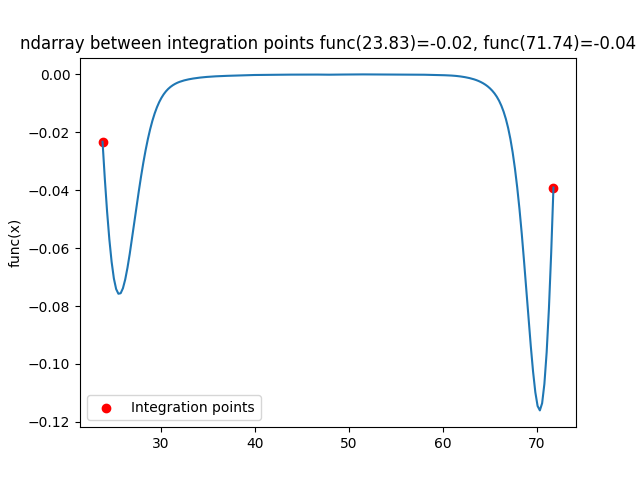 ndarray between integration points func(23.83)=-0.02, func(71.74)=-0.04
0.00
−0.02
−0.04
−0.06
−0.08
−0.10
−0.12
func(x)
Integration points
30 40 50 60 70